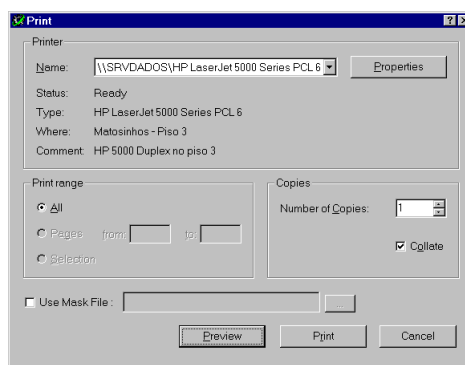 Print
Printer
Name: \\SRVDADOS\HP LaserJet 5000 Series PCL 6 Properties
Status: Ready
Type: HP LaserJet 5000 Series PCL 6
Where: Matosinhos - Piso 3
Comment: HP 5000 Duplex no piso 3
Print range
All
Pages from: to:
Selection
Copies
Number of Copies: 1
Collate
Use Mask File : ...
Preview Print Cancel